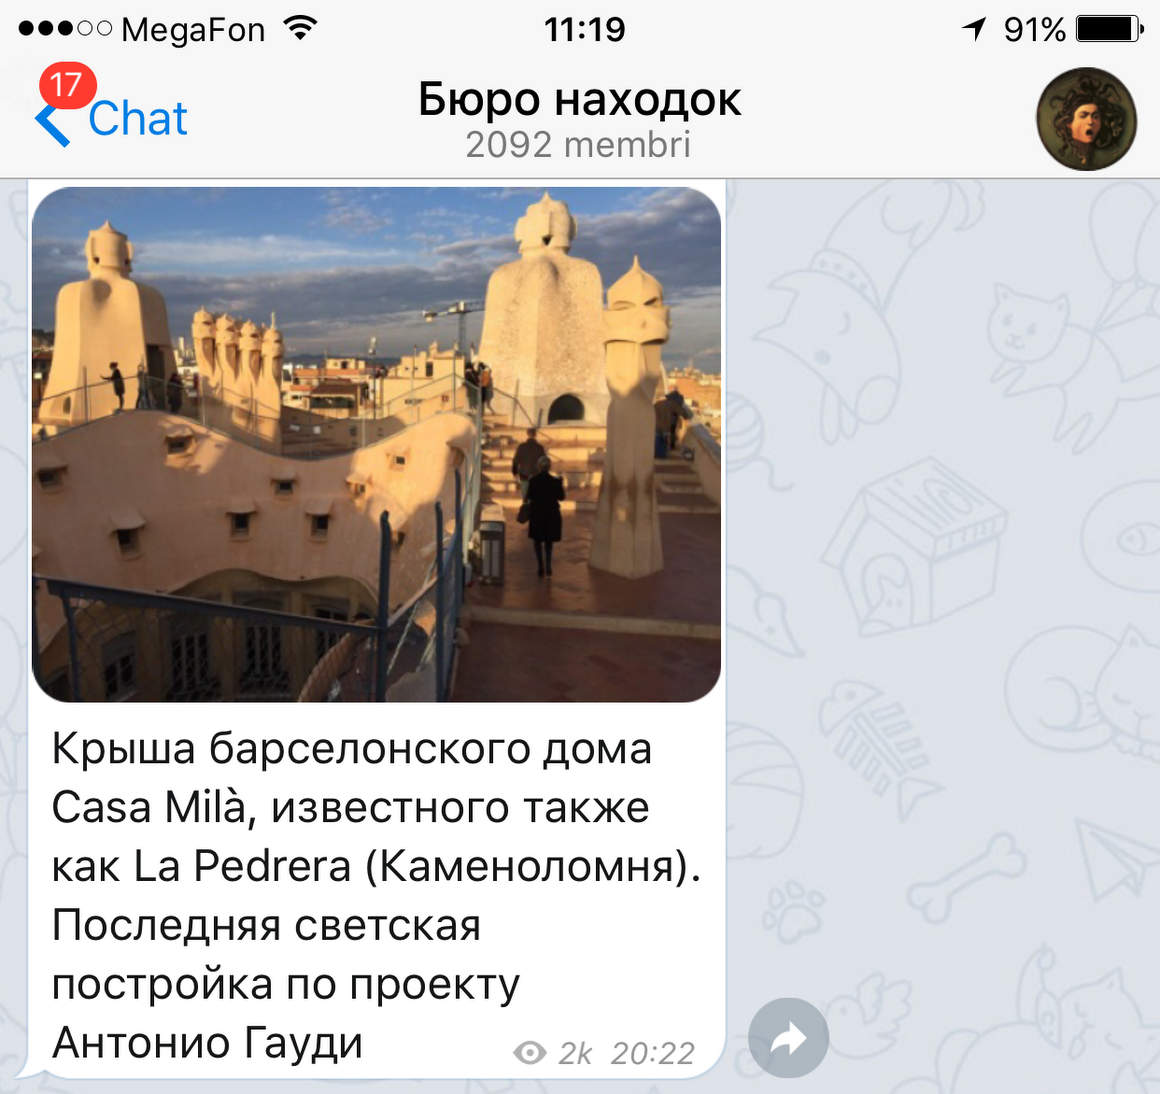 MegaFon 11:19 91%
17
Chat
Бюро находок
2092 membri
Крыша барселонского дома
Casa Milà, известного также
как La Pedrera (Каменоломня).
Последняя светская
постройка по проекту
Антонио Гауди
2k 20:22